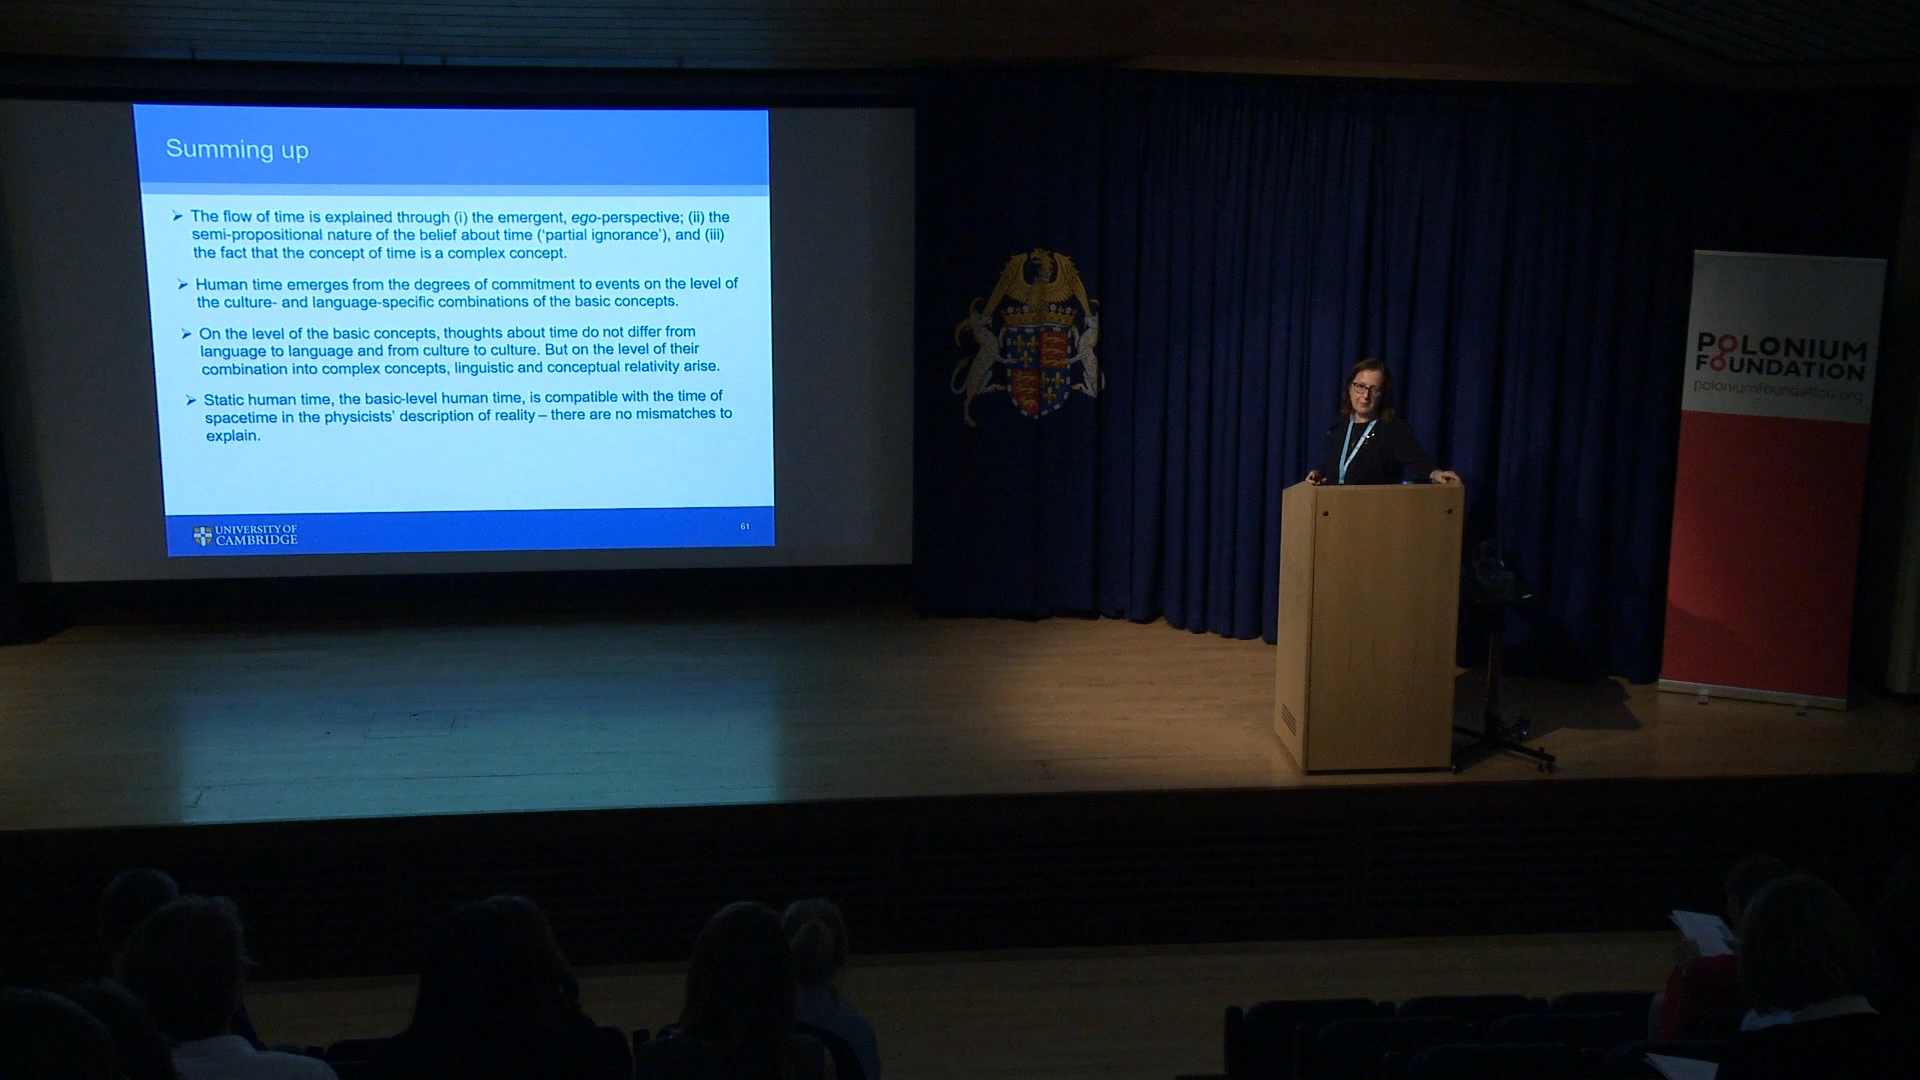 Summing up
➤ The flow of time is explained through (i) the emergent, ego-perspective; (ii) the
semi-propositional nature of the belief about time ('partial ignorance'), and (iii)
the fact that the concept of time is a complex concept.
➤ Human time emerges from the degrees of commitment to events on the level of
the culture- and language-specific combinations of the basic concepts.
➤ On the level of the basic concepts, thoughts about time do not differ from
language to language and from culture to culture. But on the level of their
combination into complex concepts, linguistic and conceptual relativity arise.
➤ Static human time, the basic-level human time, is compatible with the time of
spacetime in the physicists' description of reality – there are no mismatches to
explain.
UNIVERSITY OF
CAMBRIDGE
61
POLONIUM
FOUNDATION
poloniumfoundation.org